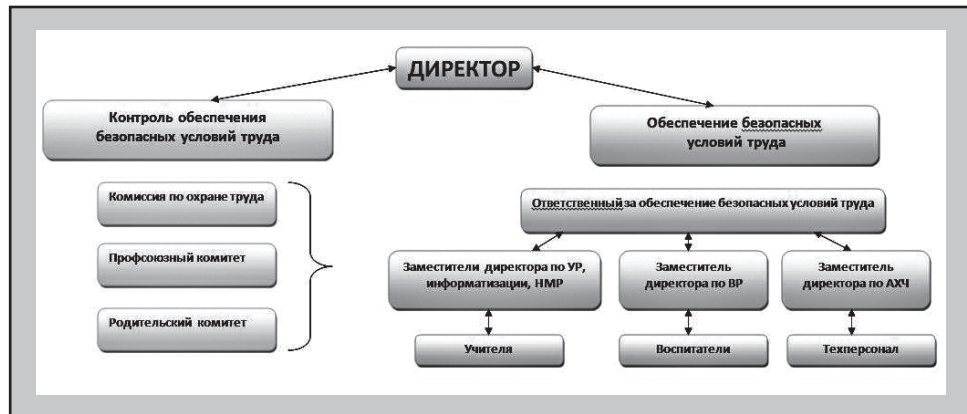 ДИРЕКТОР
Контроль обеспечения
безопасных условий труда
Обеспечение безопасных
условий труда
Комиссия по охране труда
Профсоюзный комитет
Родительский комитет
Ответственный за обеспечение безопасных условий труда
Заместители директора по УР,
информатизации, НМР
Заместитель
директора по ВР
Заместитель
директора по АХЧ
Учителя
Воспитатели
Техперсонал